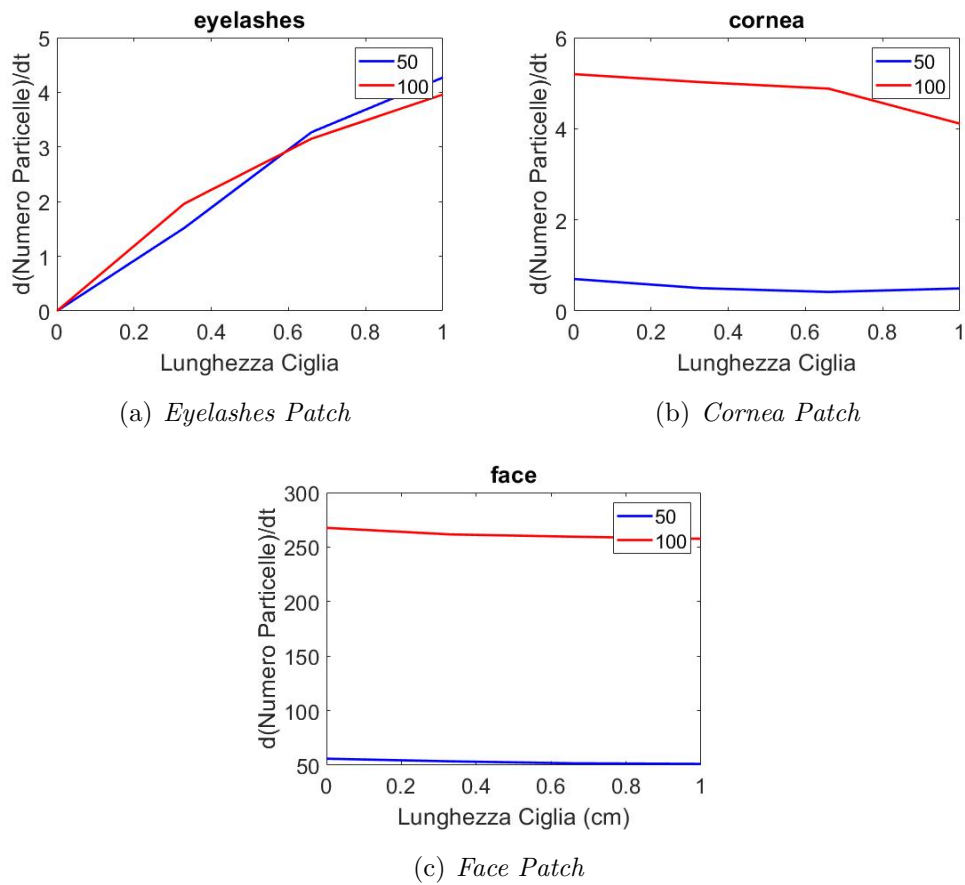 eyelashes
5
4
3
2
1
0
d(Numero Particelle)/dt
50
100
0 0.2 0.4 0.6 0.8 1
Lunghezza Ciglia
(a) Eyelashes Patch
cornea
6
4
2
0
d(Numero Particelle)/dt
50
100
0 0.2 0.4 0.6 0.8 1
Lunghezza Ciglia
(b) Cornea Patch
face
300
250
200
150
100
50
d(Numero Particelle)/dt
50
100
0 0.2 0.4 0.6 0.8 1
Lunghezza Ciglia (cm)
(c) Face Patch